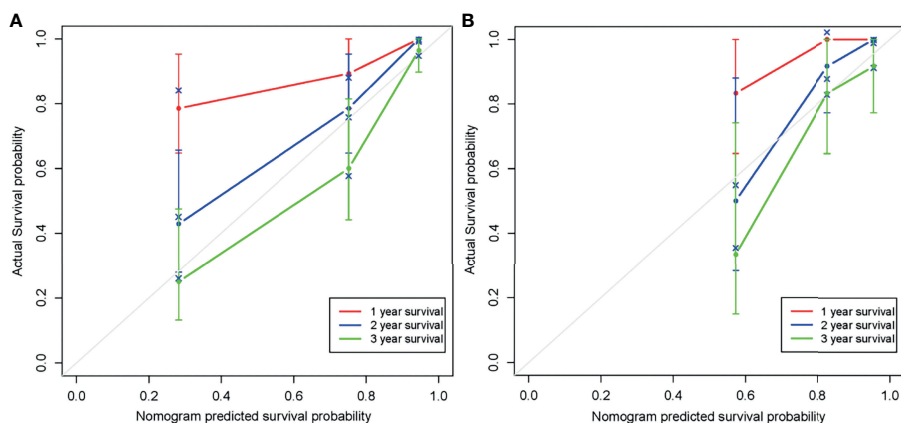 A
Actual Survival probability
1.0
0.8
0.6
0.4
0.2
0.0
1 year survival
2 year survival
3 year survival
0.0 0.2 0.4 0.6 0.8 1.0
Nomogram predicted survival probability
B
Actual Survival probability
1.0
0.8
0.6
0.4
0.2
0.0
1 year survival
2 year survival
3 year survival
0.0 0.2 0.4 0.6 0.8 1.0
Nomogram predicted survival probability